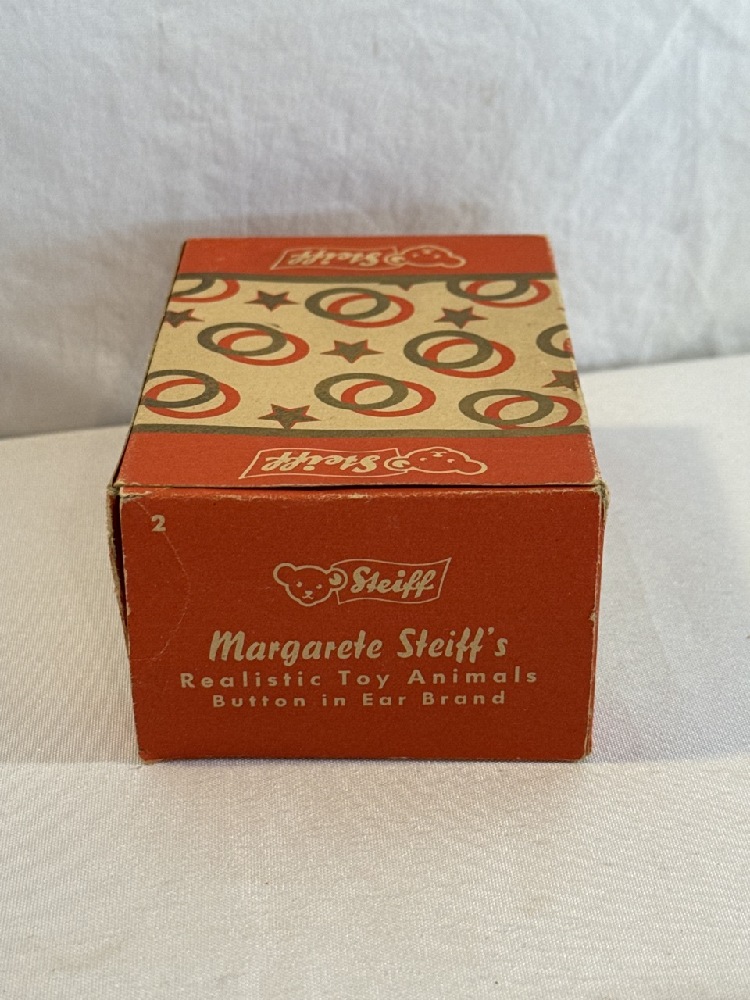 Steiff
Steiff
2
Steiff
Margarete Steiff's
Realistic Toy Animals
Button in Ear Brand